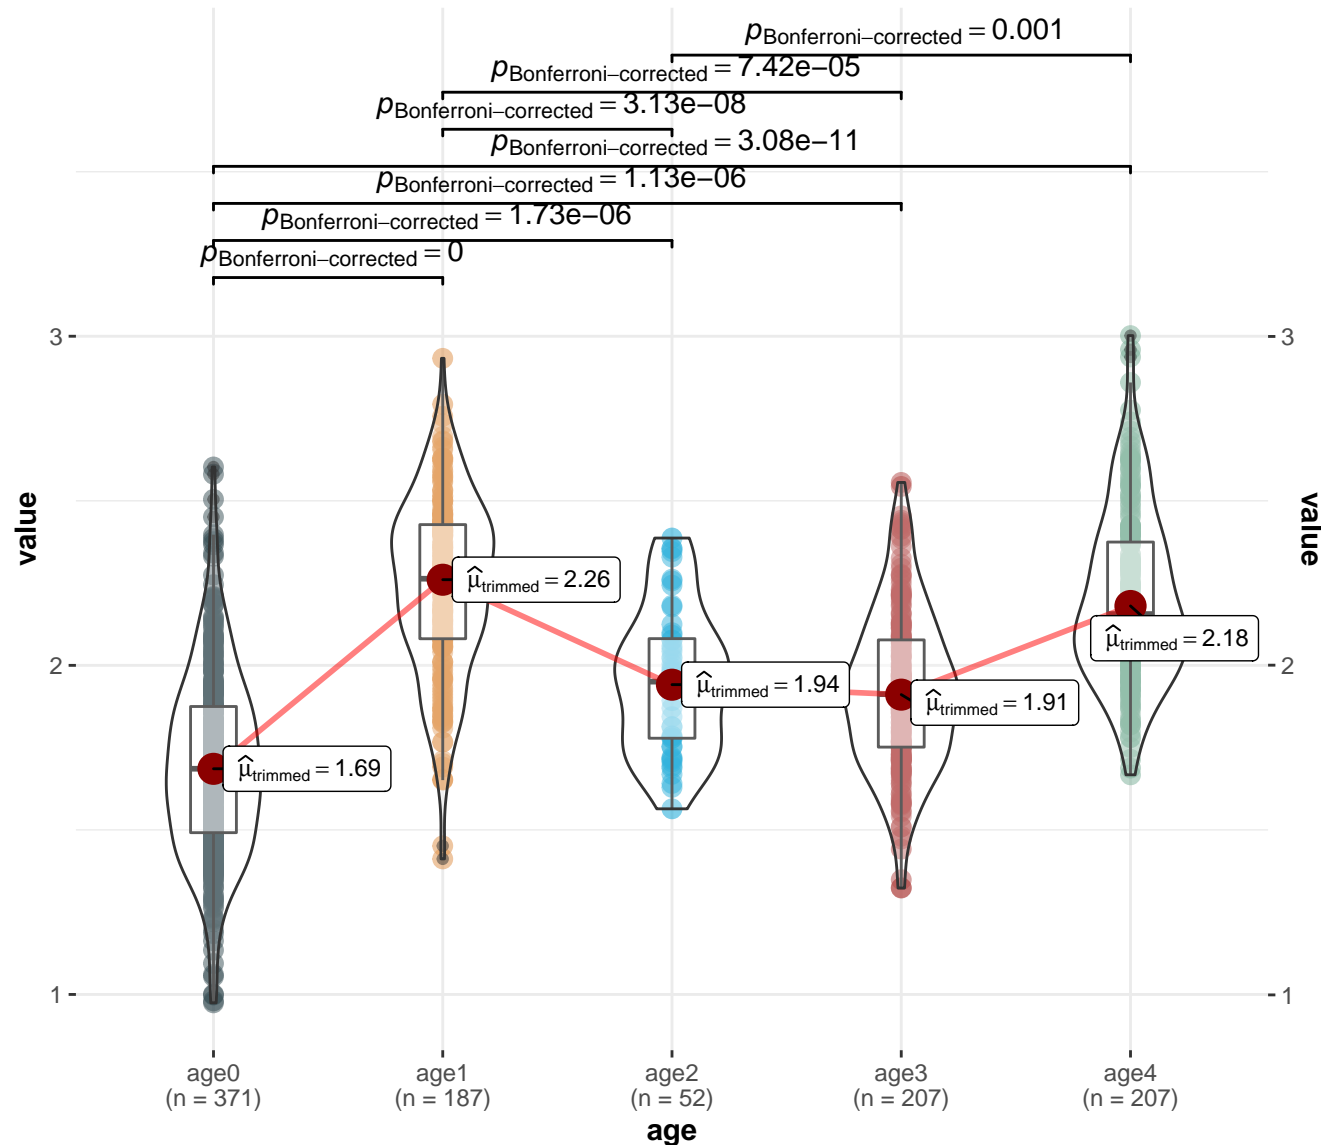 pBonferroni−corrected = 0.001
pBonferroni−corrected = 7.42e−05
pBonferroni−corrected = 3.13e−08
pBonferroni−corrected = 3.08e−11
pBonferroni−corrected = 1.13e−06
pBonferroni−corrected = 1.73e−06
pBonferroni−corrected = 0
3
3
2
1
1
value
value
μ̂trimmed = 2.26
μ̂trimmed = 2.18
μ̂trimmed = 1.94
μ̂trimmed = 1.91
μ̂trimmed = 1.69
age0
(n = 371)
age1
(n = 187)
age2
(n = 52)
age3
(n = 207)
age4
(n = 207)
2
age